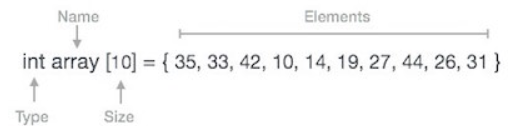 Name Elements
int array [10] = { 35, 33, 42, 10, 14, 19, 27, 44, 26, 31 }
Type Size